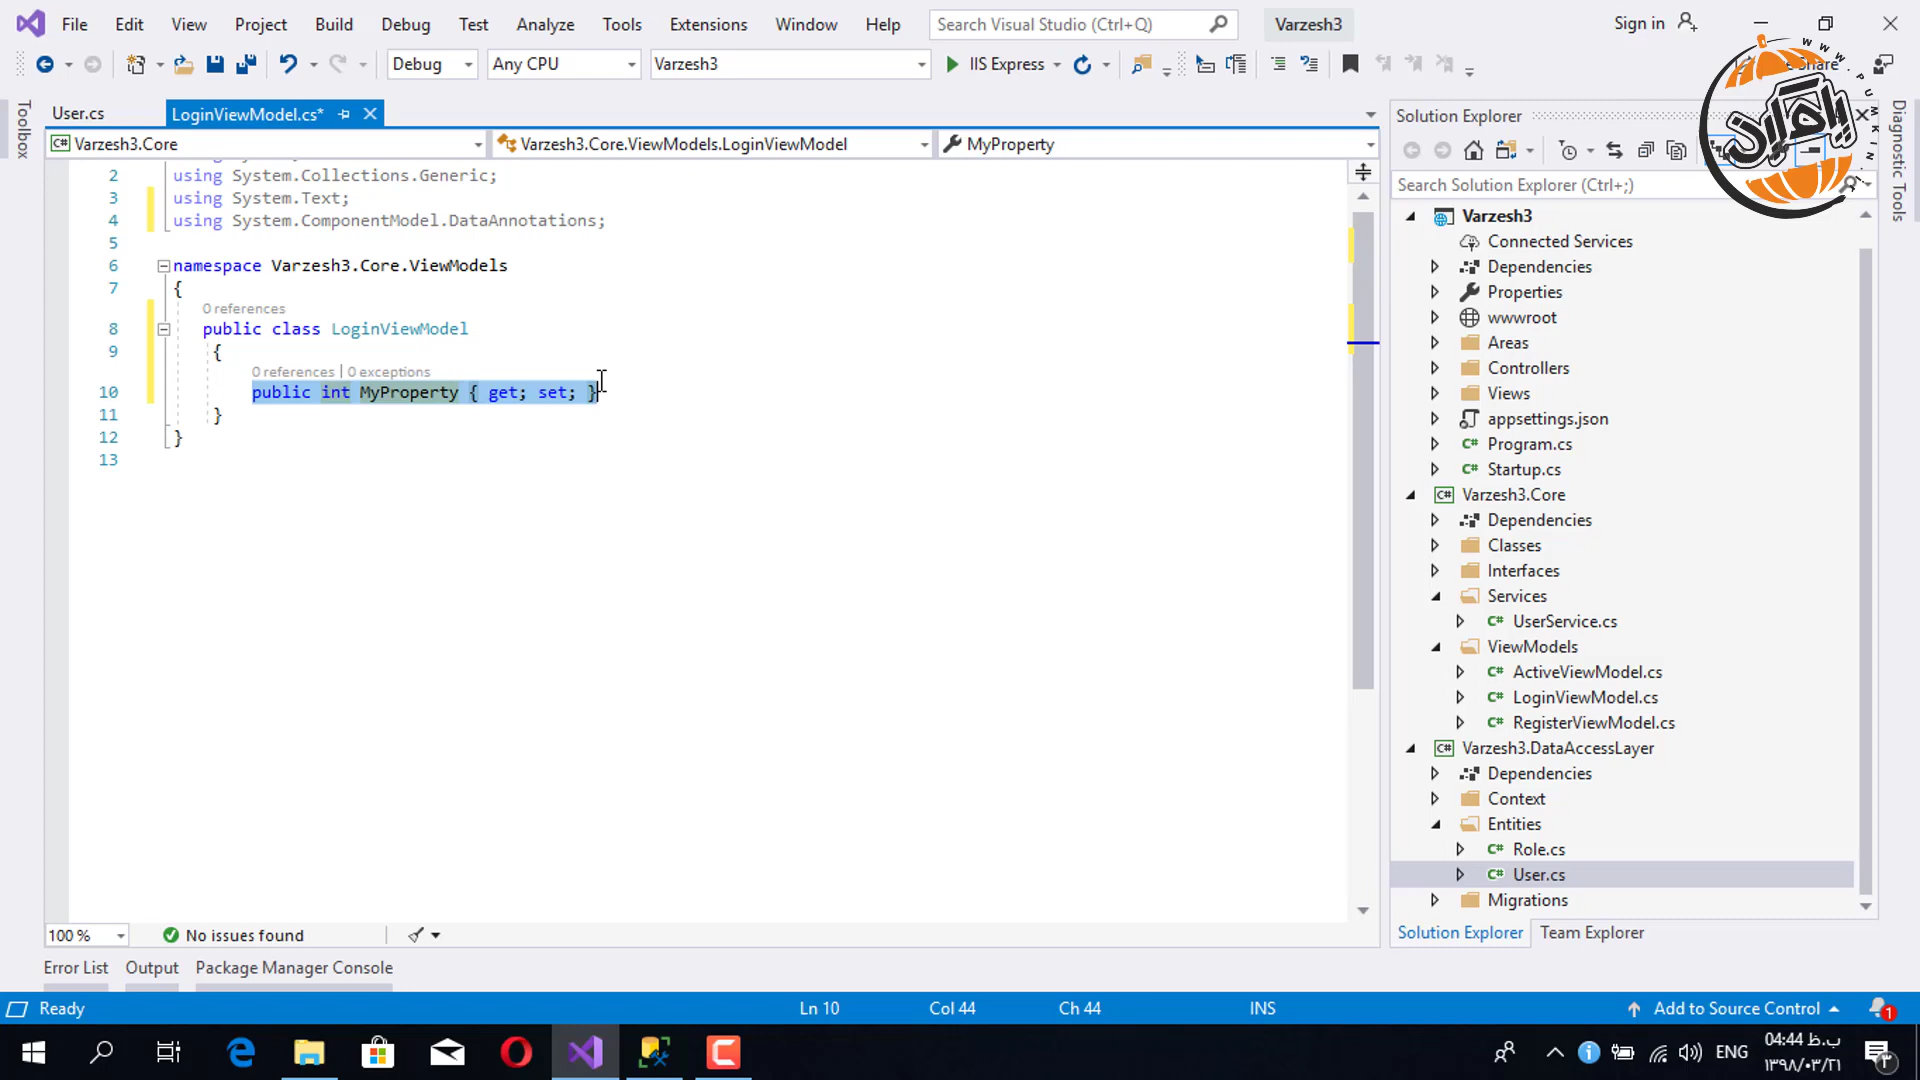 File Edit View Project Build Debug Test Analyze Tools Extensions Window Help Search Visual Studio (Ctrl+Q) Varzesh3 Sign in
Debug Any CPU Varzesh3 IIS Express Share
www.PUMKIN
Toolbox
User.cs LoginViewModel.cs*
Varzesh3.Core Varzesh3.Core.ViewModels.LoginViewModel MyProperty
2 using System.Collections.Generic;
3 using System.Text;
4 using System.ComponentModel.DataAnnotations;
5
6 namespace Varzesh3.Core.ViewModels
7 {
0 references
8 public class LoginViewModel
9 {
0 references | 0 exceptions
10 public int MyProperty { get; set; }
11 }
12 }
13
100 % No issues found
Error List Output Package Manager Console
Solution Explorer
Search Solution Explorer (Ctrl+;)
Varzesh3
Connected Services
Dependencies
Properties
wwwroot
Areas
Controllers
Views
appsettings.json
C# Program.cs
C# Startup.cs
C# Varzesh3.Core
Dependencies
Classes
Interfaces
Services
C# UserService.cs
ViewModels
C# ActiveViewModel.cs
C# LoginViewModel.cs
C# RegisterViewModel.cs
C# Varzesh3.DataAccessLayer
Dependencies
Context
Entities
C# Role.cs
C# User.cs
Migrations
Solution Explorer Team Explorer
Diagnostic Tools
Ready Ln 10 Col 44 Ch 44 INS Add to Source Control 1
ENG
04:44 ب.ظ
۱۳۹۸/۰۳/۲۱
۳